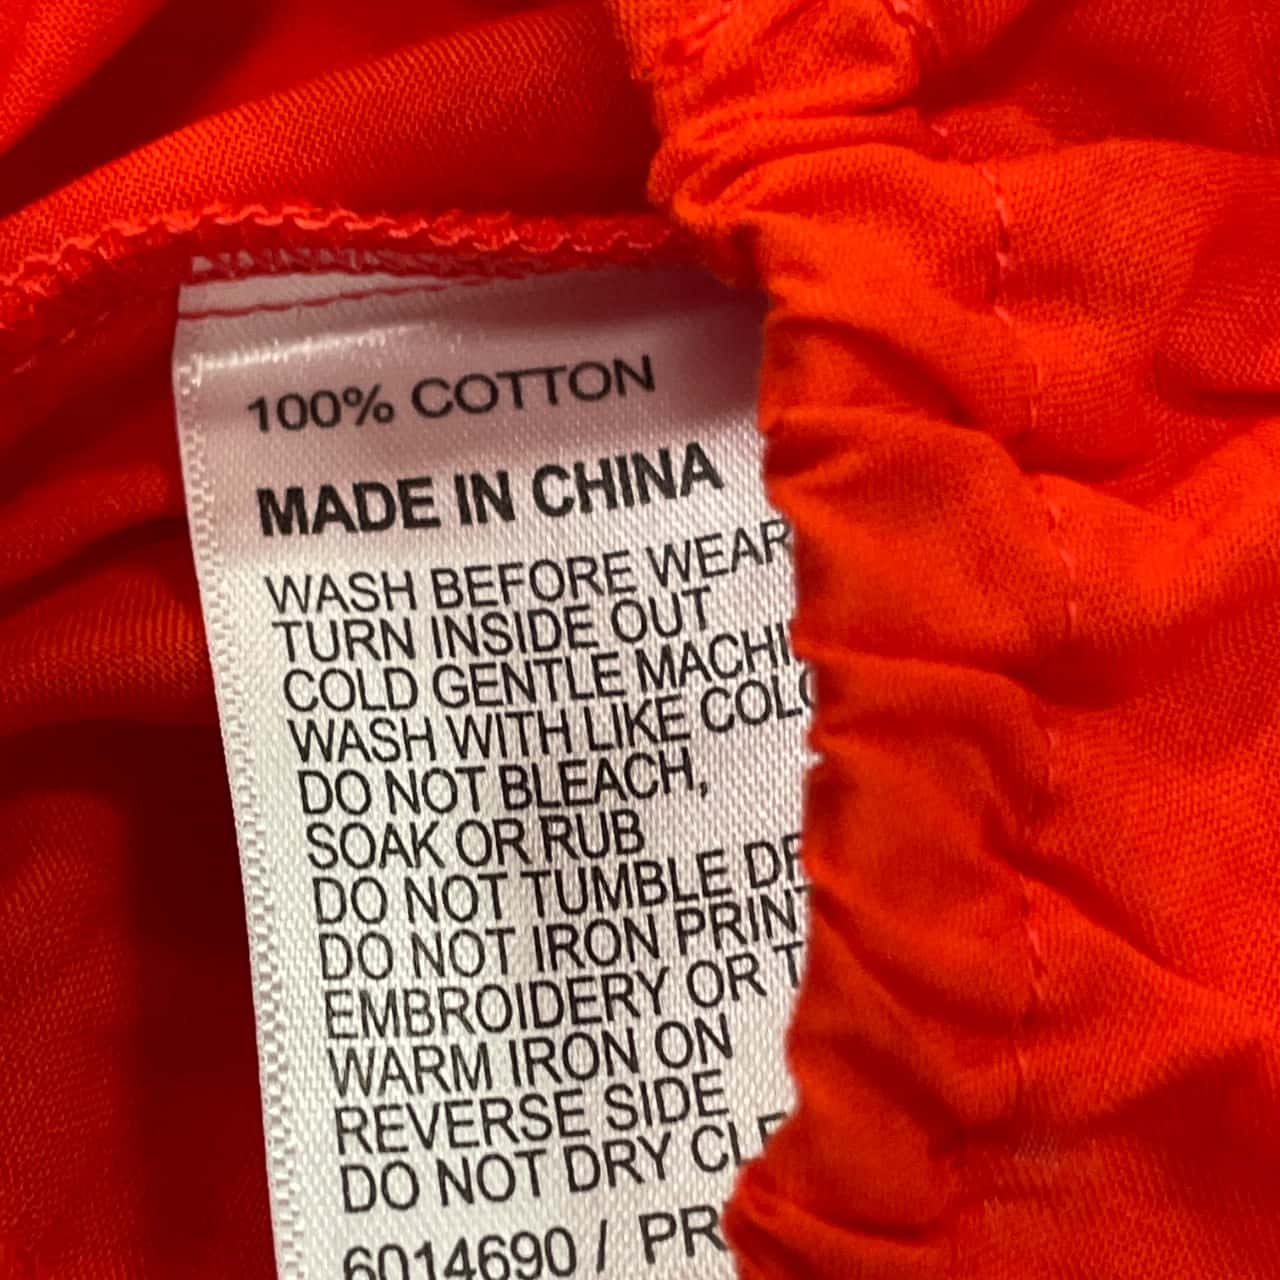 100% COTTON
MADE IN CHINA
WASH BEFORE WEAR
TURN INSIDE OUT
COLD GENTLE MACHI
WASH WITH LIKE COLO
DO NOT BLEACH,
SOAK OR RUB
DO NOT TUMBLE DR
DO NOT IRON PRINT
EMBROIDERY OR T
WARM IRON ON
REVERSE SIDE
DO NOT DRY CLE
6014690 / PR